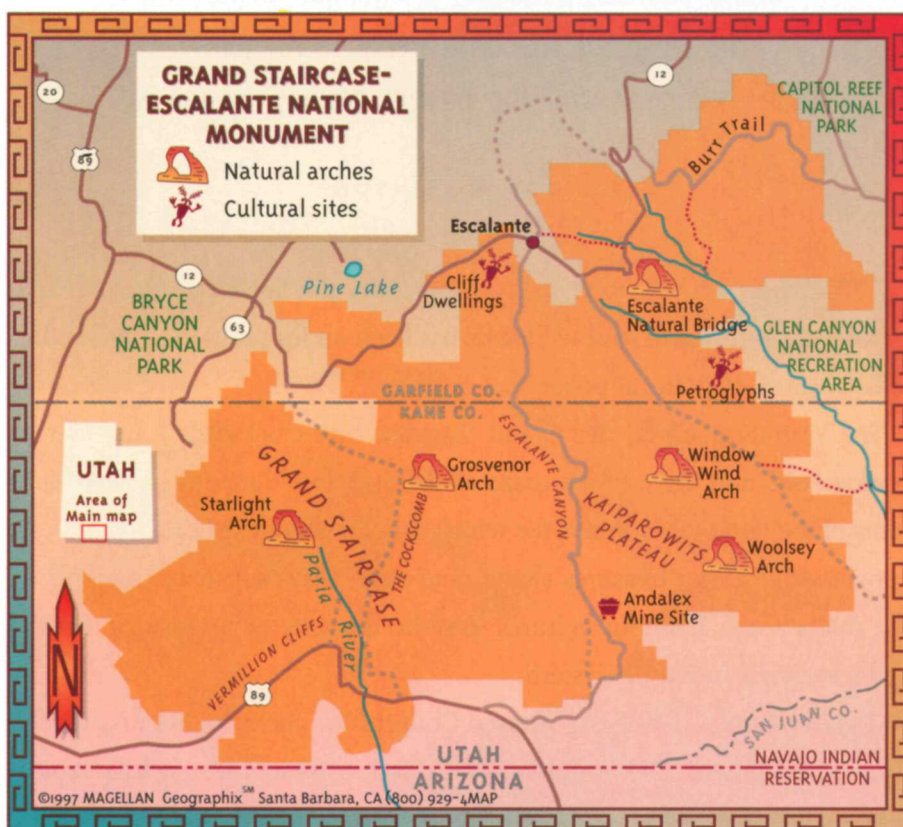 GRAND STAIRCASE-
ESCALANTE NATIONAL
MONUMENT
Natural arches
Cultural sites
20
89
12
CAPITOL REEF
NATIONAL
PARK
Burr Trail
Escalante
Pine Lake
Cliff
Dwellings
12
63
BRYCE
CANYON
NATIONAL
PARK
Escalante
Natural Bridge
GLEN CANYON
NATIONAL
RECREATION
AREA
Petroglyphs
GARFIELD CO.
KANE CO.
UTAH
Area of
Main map
GRAND STAIRCASE
Starlight
Arch
Grosvenor
Arch
THE COCKSCOMB
ESCALANTE CANYON
KAIPAROWITS
PLATEAU
Window
Wind
Arch
Woolsey
Arch
Andalex
Mine Site
Paria River
VERMILLION CLIFFS
89
N
SAN JUAN CO.
UTAH
ARIZONA
NAVAJO INDIAN
RESERVATION
©1997 MAGELLAN Geographix℠ Santa Barbara, CA (800) 929-4MAP